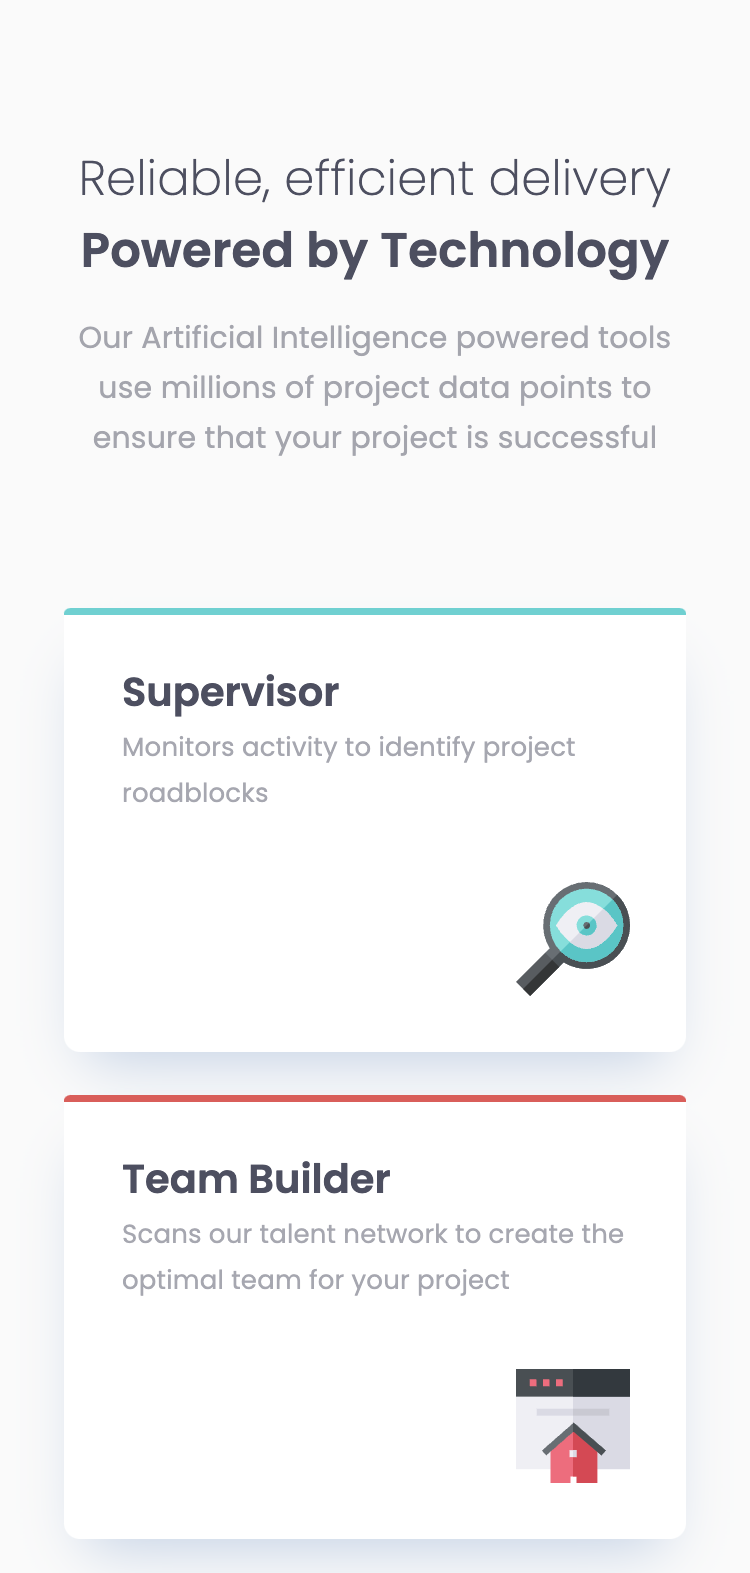 Reliable, efficient delivery
Powered by Technology
Our Artificial Intelligence powered tools
use millions of project data points to
ensure that your project is successful
Supervisor
Monitors activity to identify project
roadblocks
Team Builder
Scans our talent network to create the
optimal team for your project